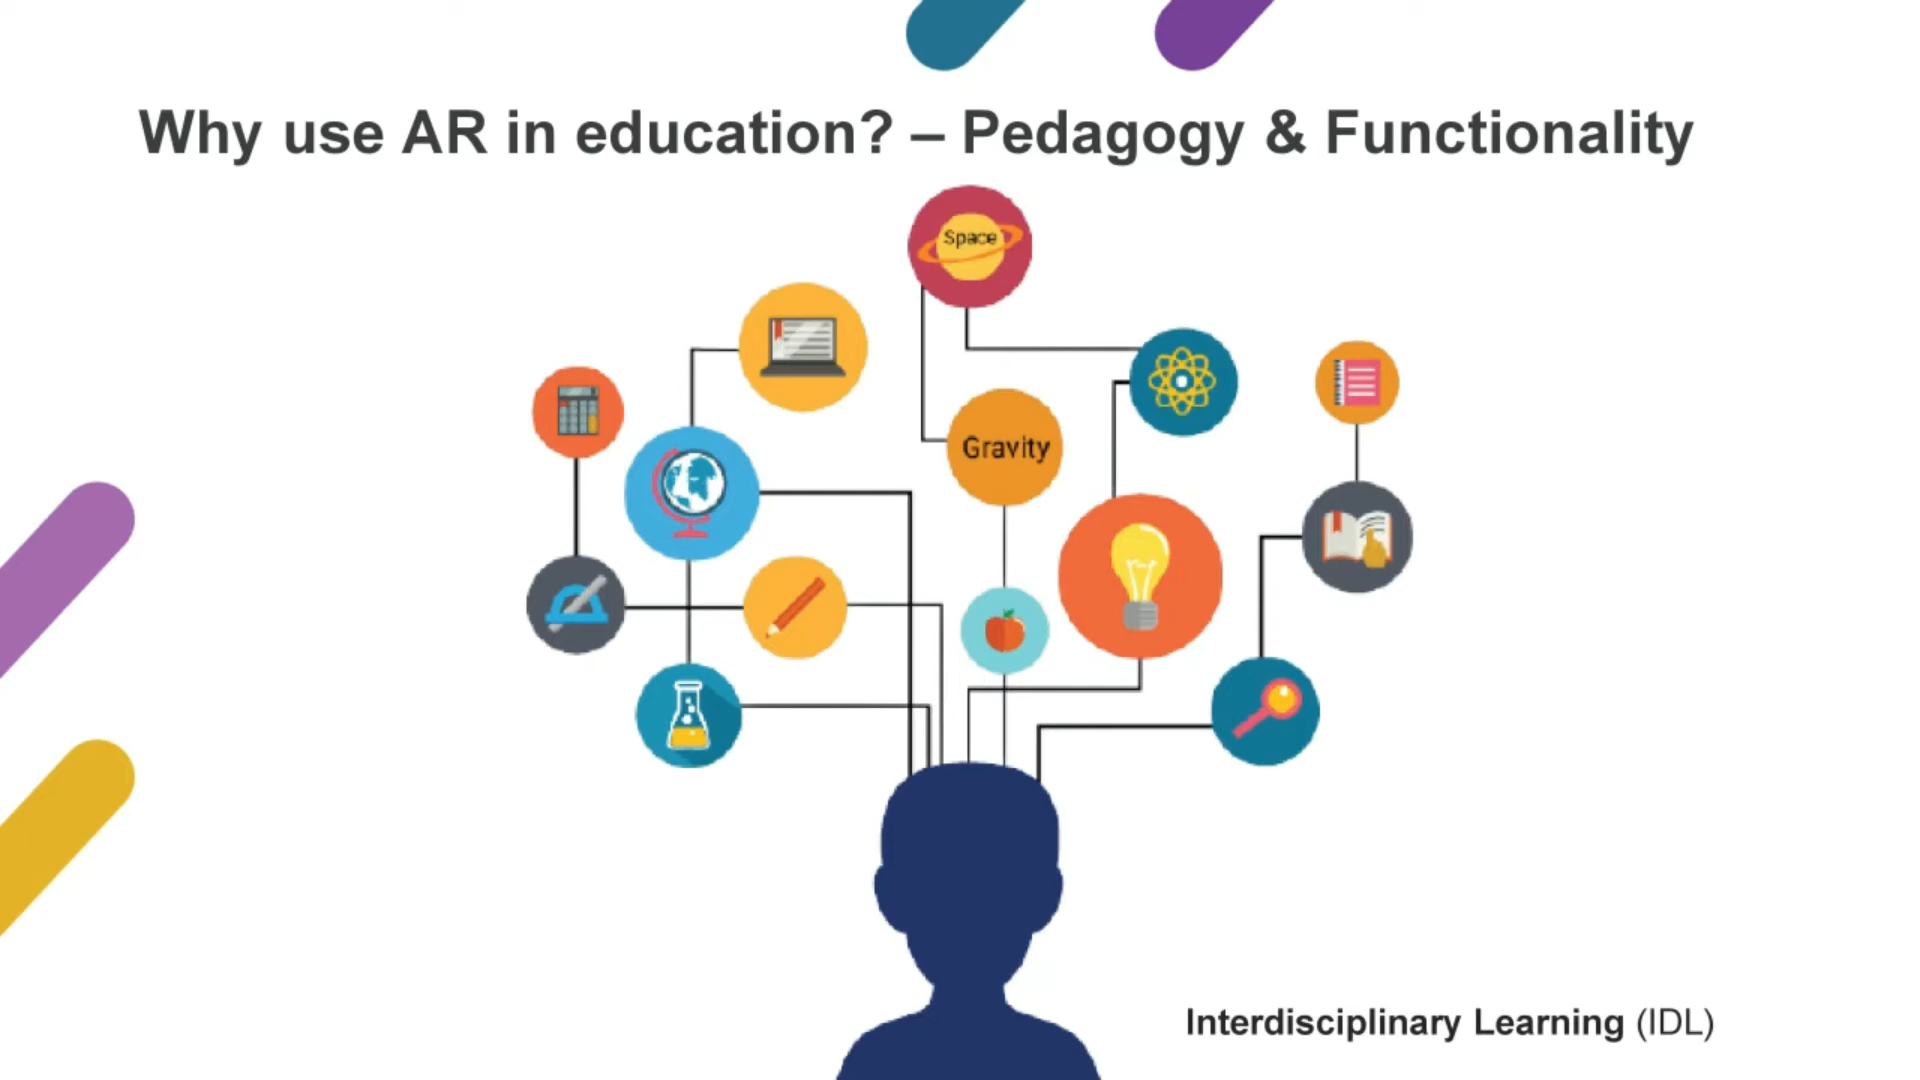 Why use AR in education? – Pedagogy & Functionality
Space
Gravity
Interdisciplinary Learning (IDL)